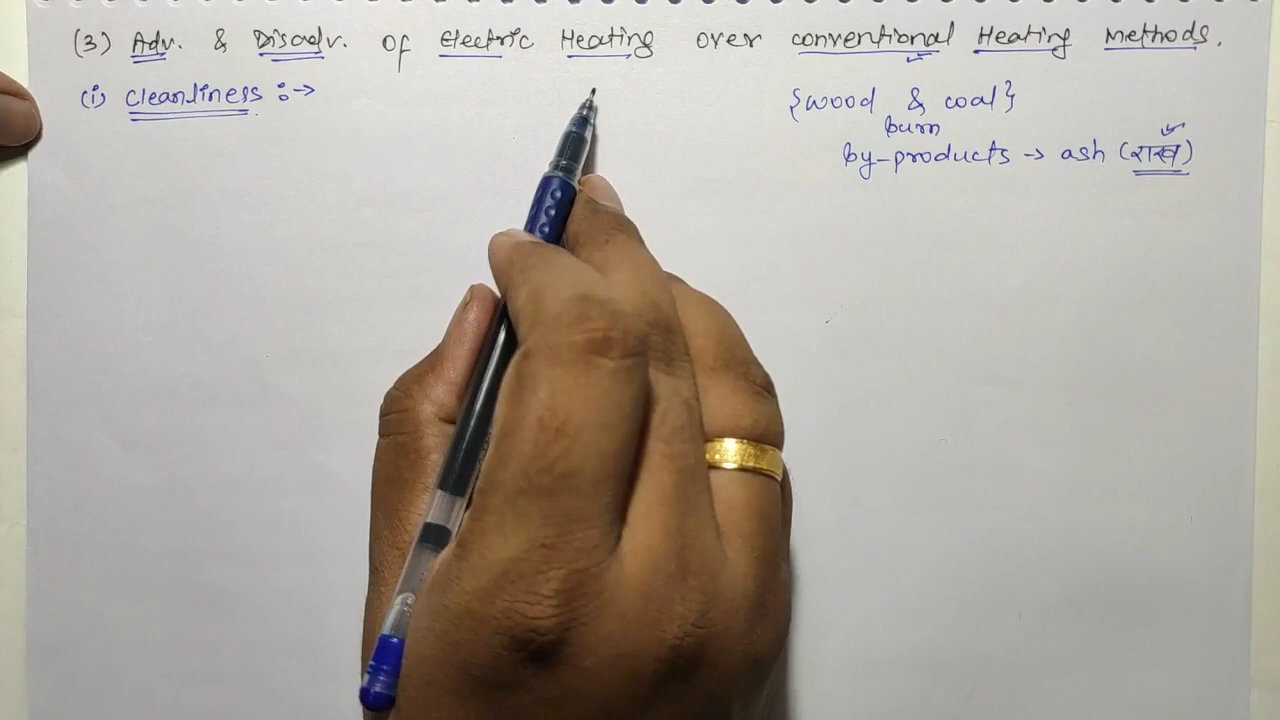 (3) Adv. & Disadv. of Electric Heating over conventional Heating Methods.
(i) Cleanliness :→
{wood & coal}
burn
by-products → ash (राख)